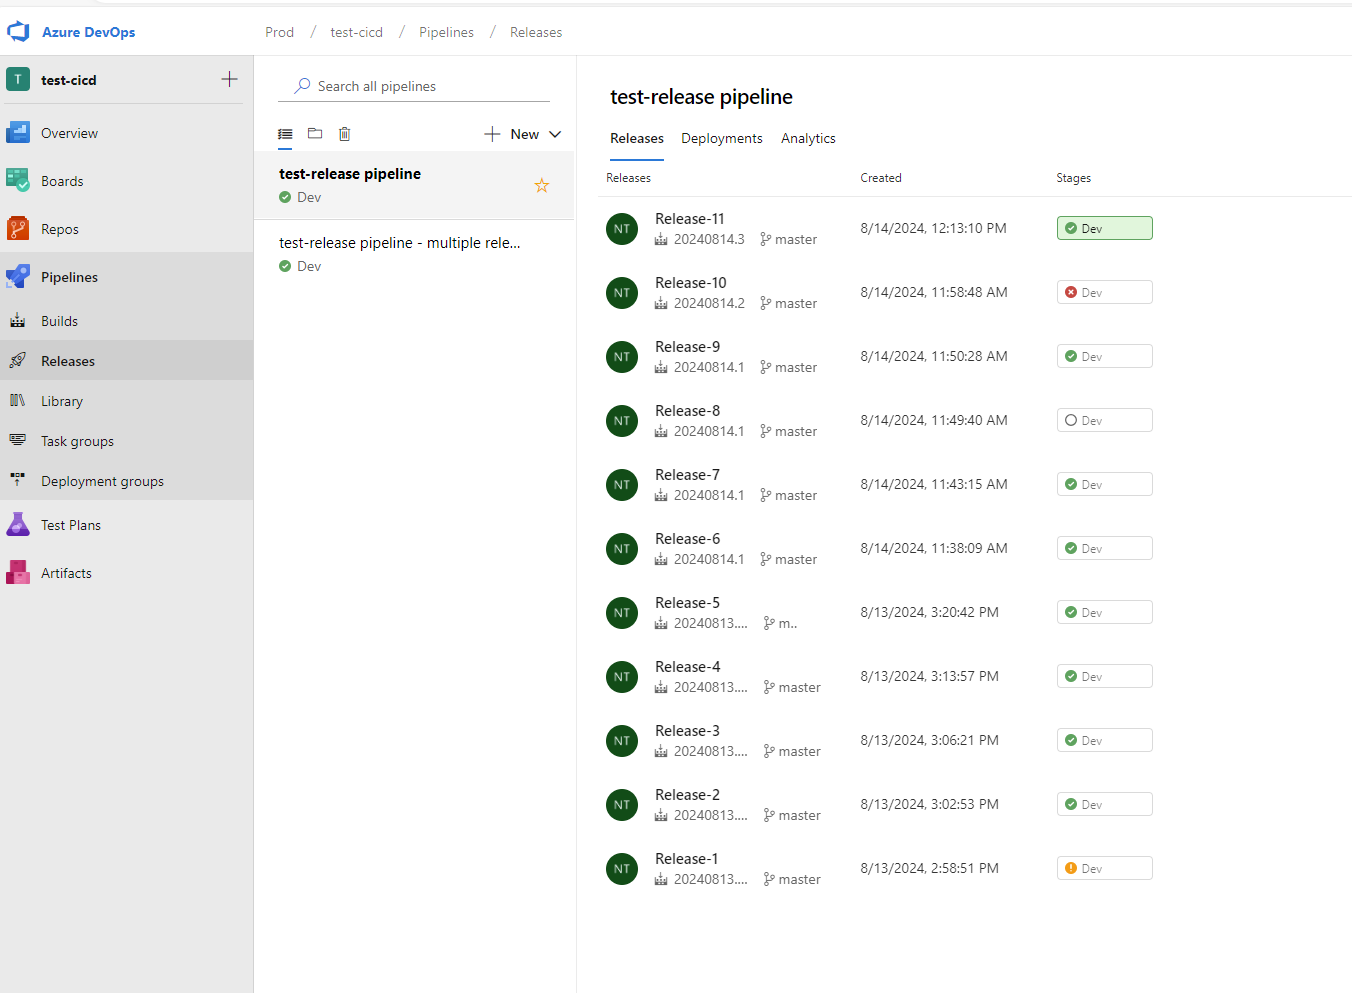 Azure DevOps
Prod / test-cicd / Pipelines / Releases
T test-cicd
Overview
Boards
Repos
Pipelines
Builds
Releases
Library
Task groups
Deployment groups
Test Plans
Artifacts
Search all pipelines
New
test-release pipeline
Dev
test-release pipeline - multiple rele...
Dev
test-release pipeline
Releases Deployments Analytics
Releases Created Stages
NT Release-11 8/14/2024, 12:13:10 PM Dev
20240814.3 master
NT Release-10 8/14/2024, 11:58:48 AM Dev
20240814.2 master
NT Release-9 8/14/2024, 11:50:28 AM Dev
20240814.1 master
NT Release-8 8/14/2024, 11:49:40 AM Dev
20240814.1 master
NT Release-7 8/14/2024, 11:43:15 AM Dev
20240814.1 master
NT Release-6 8/14/2024, 11:38:09 AM Dev
20240814.1 master
NT Release-5 8/13/2024, 3:20:42 PM Dev
20240813.... m..
NT Release-4 8/13/2024, 3:13:57 PM Dev
20240813.... master
NT Release-3 8/13/2024, 3:06:21 PM Dev
20240813.... master
NT Release-2 8/13/2024, 3:02:53 PM Dev
20240813.... master
NT Release-1 8/13/2024, 2:58:51 PM Dev
20240813.... master